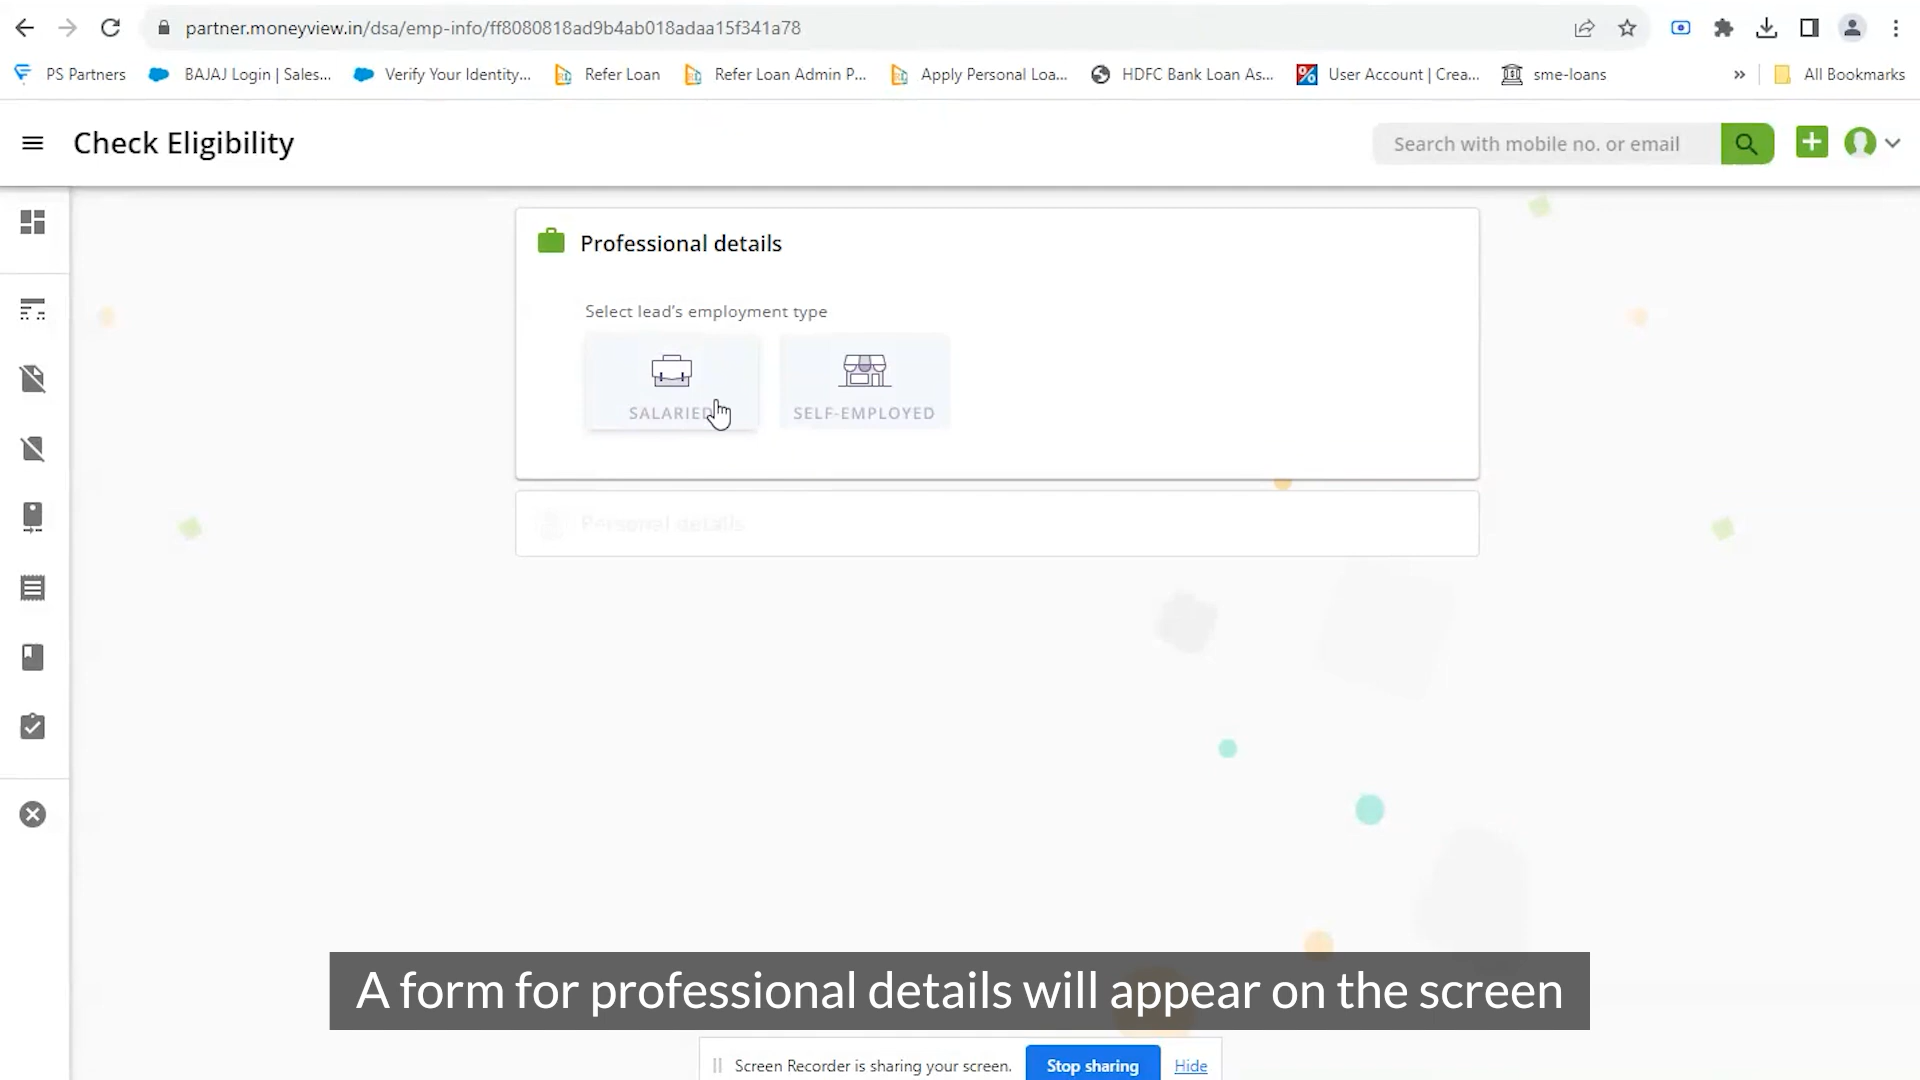 partner.moneyview.in/dsa/emp-info/ff8080818ad9b4ab018adaa15f341a78
PS Partners
BAJAJ Login | Sales...
Verify Your Identity...
Refer Loan
Refer Loan Admin P...
Apply Personal Loa...
HDFC Bank Loan As...
User Account | Crea...
sme-loans
»
All Bookmarks
Check Eligibility
Search with mobile no. or email
Professional details
Select lead's employment type
SALARIED
SELF-EMPLOYED
Personal details
A form for professional details will appear on the screen
Screen Recorder is sharing your screen.
Stop sharing
Hide